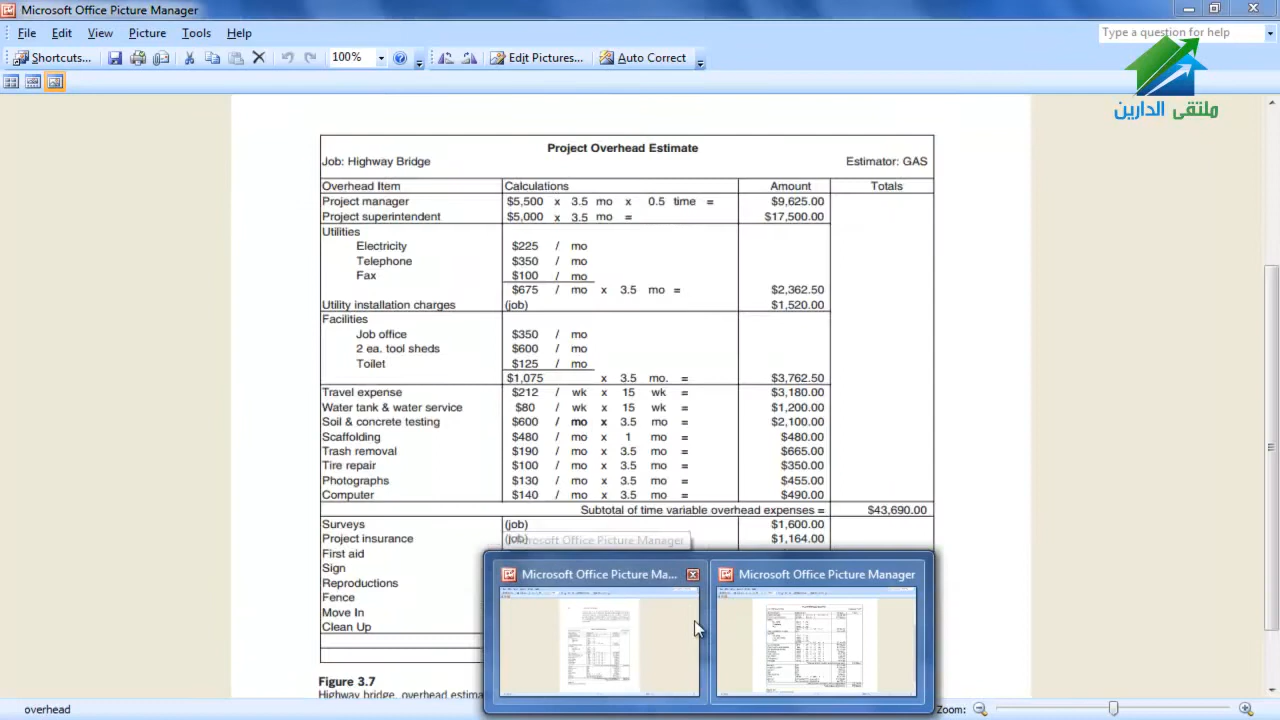 Microsoft Office Picture Manager
File Edit View Picture Tools Help
Type a question for help
Shortcuts... 100% Edit Pictures... Auto Correct
ملتقى الدارين
Project Overhead Estimate
Job: Highway Bridge Estimator: GAS
Overhead Item Calculations Amount Totals
Project manager $5,500 x 3.5 mo x 0.5 time = $9,625.00
Project superintendent $5,000 x 3.5 mo = $17,500.00
Utilities
Electricity $225 / mo
Telephone $350 / mo
Fax $100 / mo
$675 / mo x 3.5 mo = $2,362.50
Utility installation charges (job) $1,520.00
Facilities
Job office $350 / mo
2 ea. tool sheds $600 / mo
Toilet $125 / mo
$1,075 x 3.5 mo. = $3,762.50
Travel expense $212 / wk x 15 wk = $3,180.00
Water tank & water service $80 / wk x 15 wk = $1,200.00
Soil & concrete testing $600 / mo x 3.5 mo = $2,100.00
Scaffolding $480 / mo x 1 mo = $480.00
Trash removal $190 / mo x 3.5 mo = $665.00
Tire repair $100 / mo x 3.5 mo = $350.00
Photographs $130 / mo x 3.5 mo = $455.00
Computer $140 / mo x 3.5 mo = $490.00
Subtotal of time variable overhead expenses = $43,690.00
Surveys (job) $1,600.00
Project insurance (job) $1,164.00
Microsoft Office Picture Manager
First aid
Sign
Reproductions
Fence
Move In
Clean Up
Microsoft Office Picture Ma... Microsoft Office Picture Manager
Figure 3.7
Highway bridge, overhead estima
overhead Zoom: